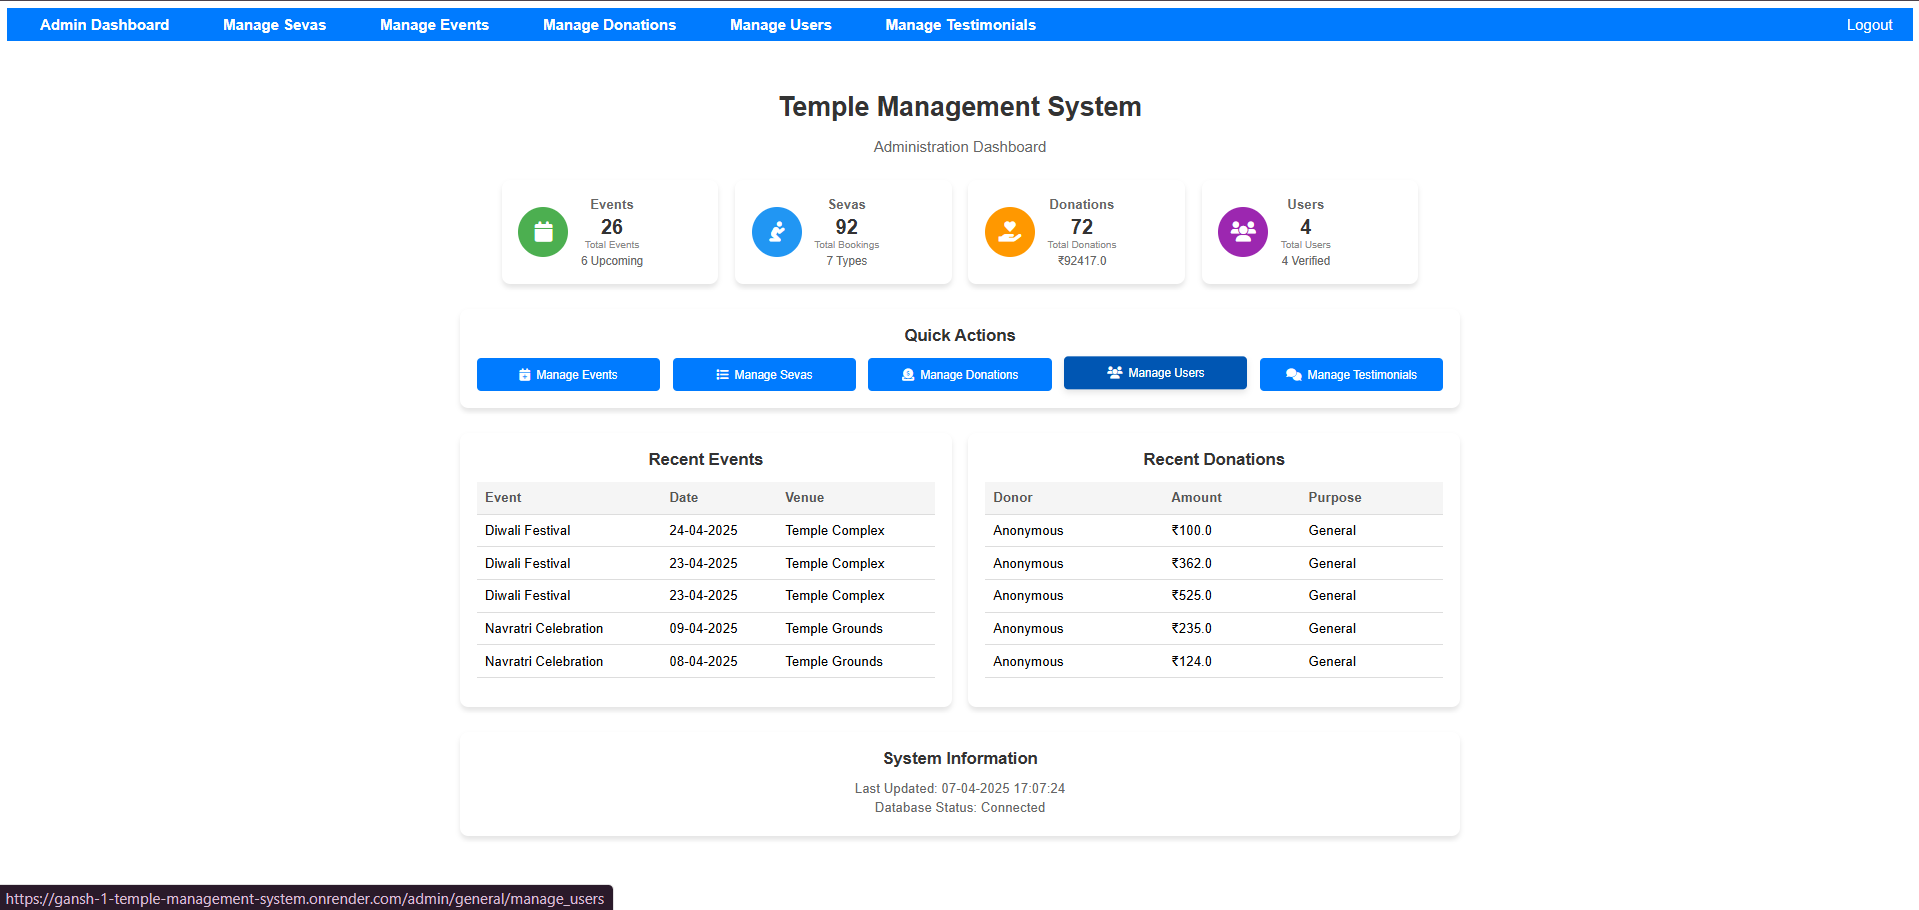 Admin Dashboard Manage Sevas Manage Events Manage Donations Manage Users Manage Testimonials Logout
Temple Management System
Administration Dashboard
Events
26
Total Events
6 Upcoming
Sevas
92
Total Bookings
7 Types
Donations
72
Total Donations
₹92417.0
Users
4
Total Users
4 Verified
Quick Actions
Manage Events Manage Sevas Manage Donations Manage Users Manage Testimonials
Recent Events
Event Date Venue
Diwali Festival 24-04-2025 Temple Complex
Diwali Festival 23-04-2025 Temple Complex
Diwali Festival 23-04-2025 Temple Complex
Navratri Celebration 09-04-2025 Temple Grounds
Navratri Celebration 08-04-2025 Temple Grounds
Recent Donations
Donor Amount Purpose
Anonymous ₹100.0 General
Anonymous ₹362.0 General
Anonymous ₹525.0 General
Anonymous ₹235.0 General
Anonymous ₹124.0 General
System Information
Last Updated: 07-04-2025 17:07:24
Database Status: Connected
https://gansh-1-temple-management-system.onrender.com/admin/general/manage_users